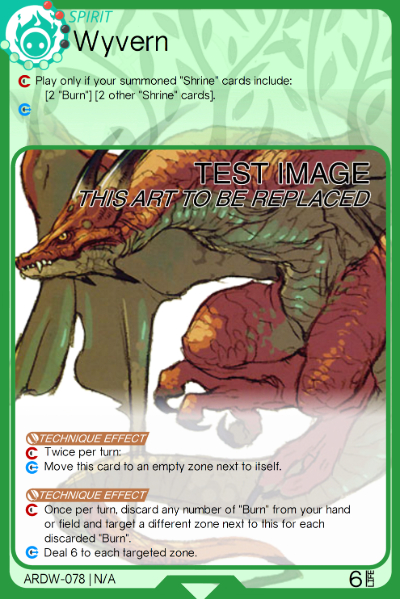 SPIRIT
Wyvern
Play only if your summoned "Shrine" cards include:
[2 "Burn"] [2 other "Shrine" cards].
TEST IMAGE
THIS ART TO BE REPLACED
TECHNIQUE EFFECT
Twice per turn:
Move this card to an empty zone next to itself.
TECHNIQUE EFFECT
Once per turn, discard any number of "Burn" from your hand
or field and target a different zone next to this for each
discarded "Burn".
Deal 6 to each targeted zone.
ARDW-078 | N/A
6 LIFE